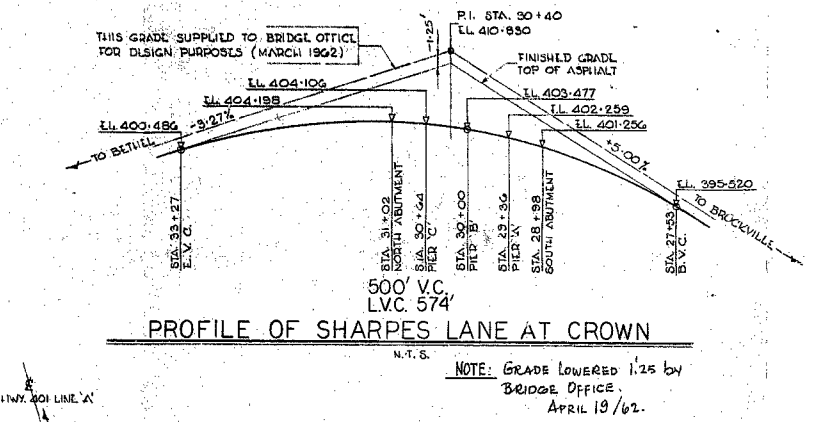 P.I. STA. 30+40
EL. 410·830
-1.25'
THIS GRADE SUPPLIED TO BRIDGE OFFICE
FOR DESIGN PURPOSES (MARCH 1962)
FINISHED GRADE
TOP OF ASPHALT
EL. 404·106
EL. 404·198
EL. 403·477
EL. 402·259
EL. 401·256
EL. 400·486
-3·27%
+5·00%
EL. 395·520
TO BETHEL
TO BROCKVILLE
STA. 33+27
E.V.C.
STA. 31+02
NORTH ABUTMENT
STA. 30+64
PIER 'C'
STA. 30+00
PIER 'B'
STA. 29+36
PIER 'A'
STA. 28+98
SOUTH ABUTMENT
STA. 27+53
B.V.C.
500' V.C.
L.V.C. 574'
PROFILE OF SHARPES LANE AT CROWN
N.T.S.
NOTE: GRADE LOWERED 1.'25 by
BRIDGE OFFICE.
APRIL 19/62.
HWY. 401 LINE 'A'